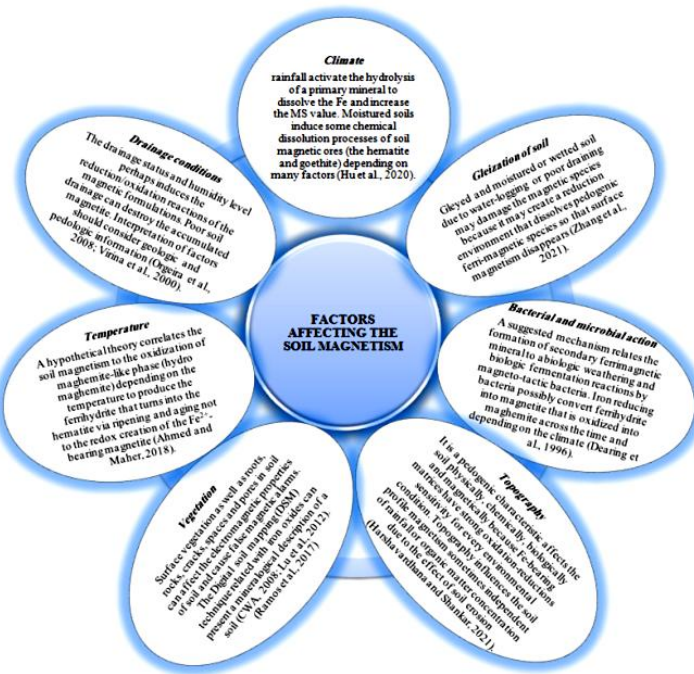 FACTORS
AFFECTING THE
SOIL MAGNETISM
Climate
rainfall activate the hydrolysis
of a primary mineral to
dissolve the Fe and increase
the MS value. Moistured soils
induce some chemical
dissolution processes of soil
magnetic ores (the hematite
and goethite) depending on
many factors (Hu et al., 2020).
Gleization of soil
Gleyed and moistured or wetted soil
due to water-logging or poor draining
may damage the magnetic species
because it may create a reduction
environment that dissolves pedogenic
ferri-magnetic species so that surface
magnetism disappears (Zhang et al.,
2021).
Bacterial and microbial action
A suggested mechanism relates the
formation of secondary ferrimagnetic
mineral to abiologic weathering and
biologic fermentation reactions by
magneto-tactic bacteria. Iron reducing
bacteria possibly convert ferrihydrite
into magnetite that is oxidized into
maghemite across the time and
depending on the climate (Dearing et
al., 1996).
Topography
It is a pedogenic characteristic affects the
soil physically, chemically, biologically
and magnetically because Fe-bearing
matrices have strong oxidation-reductions
sensitivity for every environmental
condition. Topography influences the soil
profile magnetism sometimes independent
of rainfall or organic matter concentration
due to the effect of soil erosion
(Harshavardhana and Shankar, 2021).
Vegetation
Surface vegetation as well as roots,
rocks, cracks, spaces and pores in soil
can affect the electromagnetic properties
of soil and cause false magnetic alarms.
The Digital soil mapping (DSM)
technique related with iron oxides can
present a mineralogical description of a
soil (CWA, 2008; Lu et al., 2012).
(Ramos et al., 2017)
Temperature
A hypothetical theory correlates the
soil magnetism to the oxidization of
maghemite-like phase (hydro
maghemite) depending on the
temperature to produce the
ferrihydrite that turns into the
hematite via ripening and aging not
to the redox creation of the Fe²⁺-
bearing magnetite (Ahmed and
Maher, 2018).
Drainage conditions
The drainage status and humidity level
perhaps induces the
reduction/oxidation reactions of the
magnetic formulations. Poor soil
drainage can destroy the accumulated
magnetite. Interpretation of factors
should consider geologic and
pedologic information (Orgeira et al.,
2008; Virina et al., 2000).